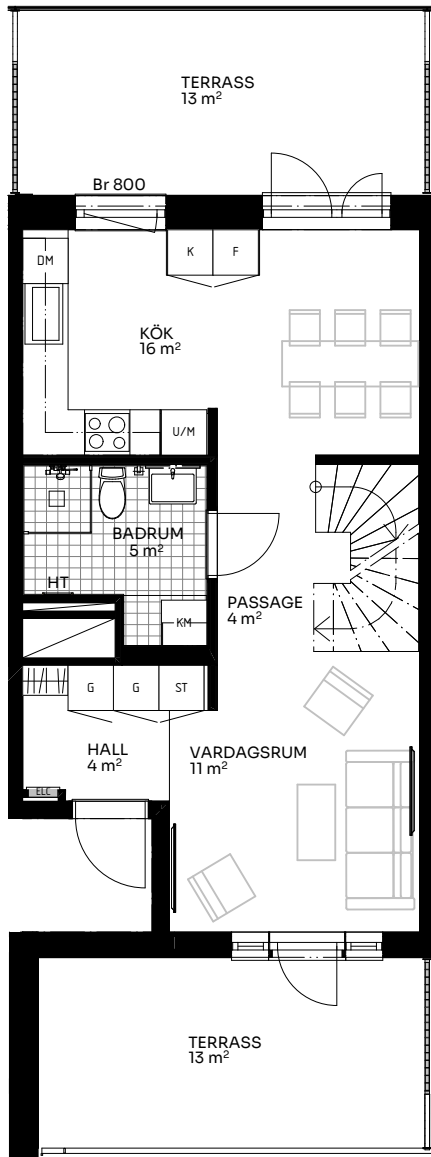 TERRASS
13 m²
Br 800
DM
K
F
KÖK
16 m²
U/M
BADRUM
5 m²
HT
KM
PASSAGE
4 m²
G
G
ST
HALL
4 m²
VARDAGSRUM
11 m²
ELC
TERRASS
13 m²